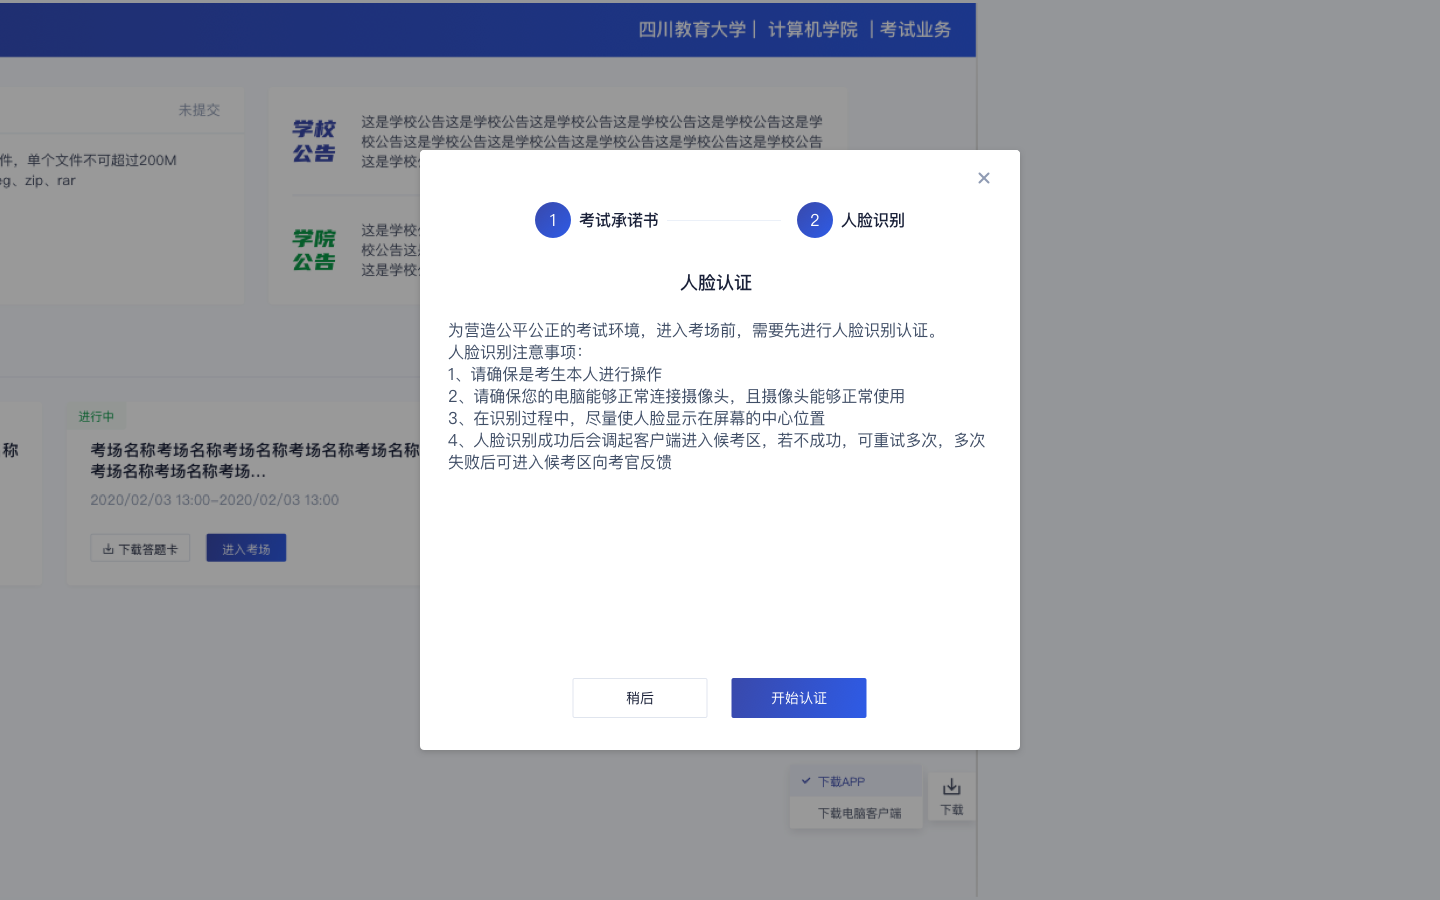 四川教育大学 | 计算机学院 | 考试业务
未提交
件，单个文件不可超过200M
eg、zip、rar
学校
公告
这是学校公告这是学校公告这是学校公告这是学校公告这是学校公告这是学
校公告这是学校公告这是学校公告这是学校公告这是学校公告这是学校公告
这是学校
学院
公告
这是学校
校公告这
这是学校
1 考试承诺书
2 人脸识别
人脸认证
为营造公平公正的考试环境，进入考场前，需要先进行人脸识别认证。
人脸识别注意事项：
1、请确保是考生本人进行操作
2、请确保您的电脑能够正常连接摄像头，且摄像头能够正常使用
3、在识别过程中，尽量使人脸显示在屏幕的中心位置
4、人脸识别成功后会调起客户端进入候考区，若不成功，可重试多次，多次
失败后可进入候考区向考官反馈
稍后
开始认证
称
进行中
考场名称考场名称考场名称考场名称考场名称
考场名称考场名称考场...
2020/02/03 13:00-2020/02/03 13:00
下载答题卡
进入考场
下载APP
下载电脑客户端
下载